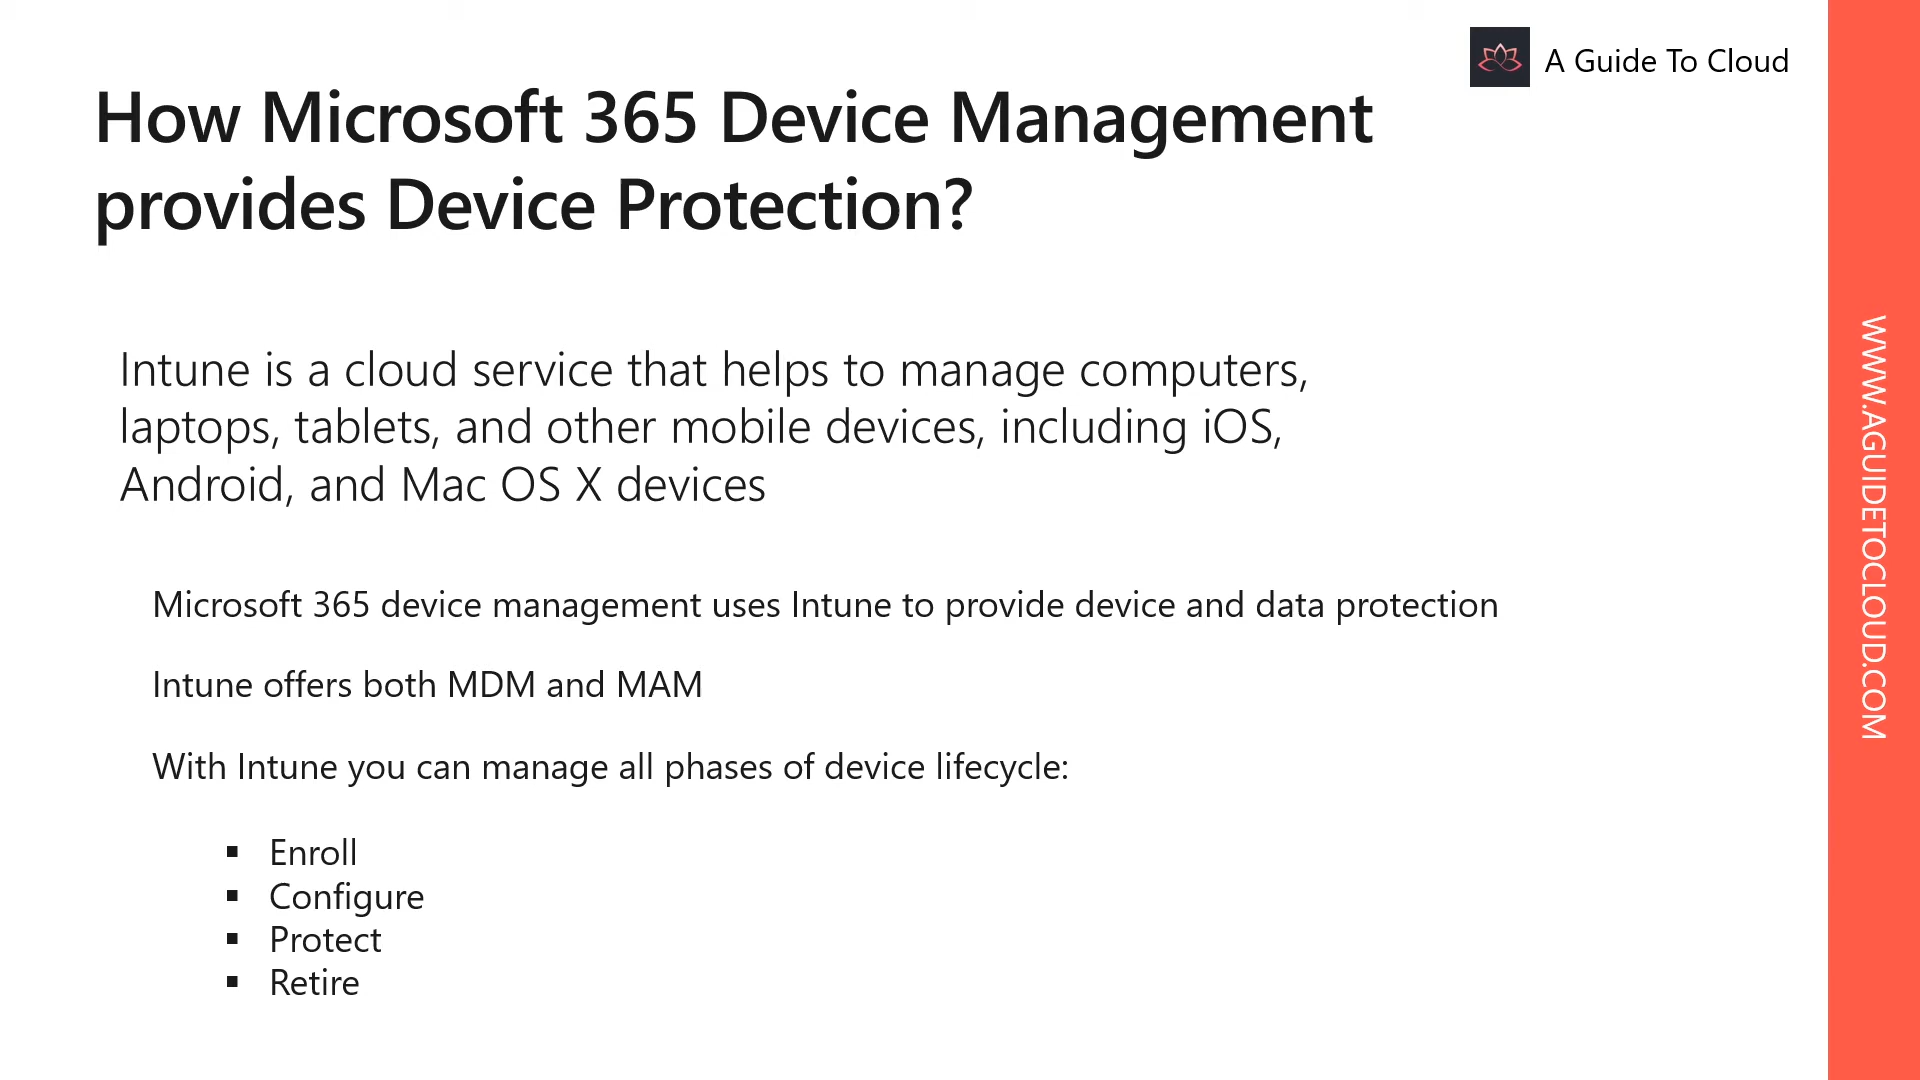 A Guide To Cloud
How Microsoft 365 Device Management
provides Device Protection?
Intune is a cloud service that helps to manage computers,
laptops, tablets, and other mobile devices, including iOS,
Android, and Mac OS X devices
Microsoft 365 device management uses Intune to provide device and data protection
Intune offers both MDM and MAM
With Intune you can manage all phases of device lifecycle:
▪ Enroll
▪ Configure
▪ Protect
▪ Retire
WWW.AGUIDETOCLOUD.COM